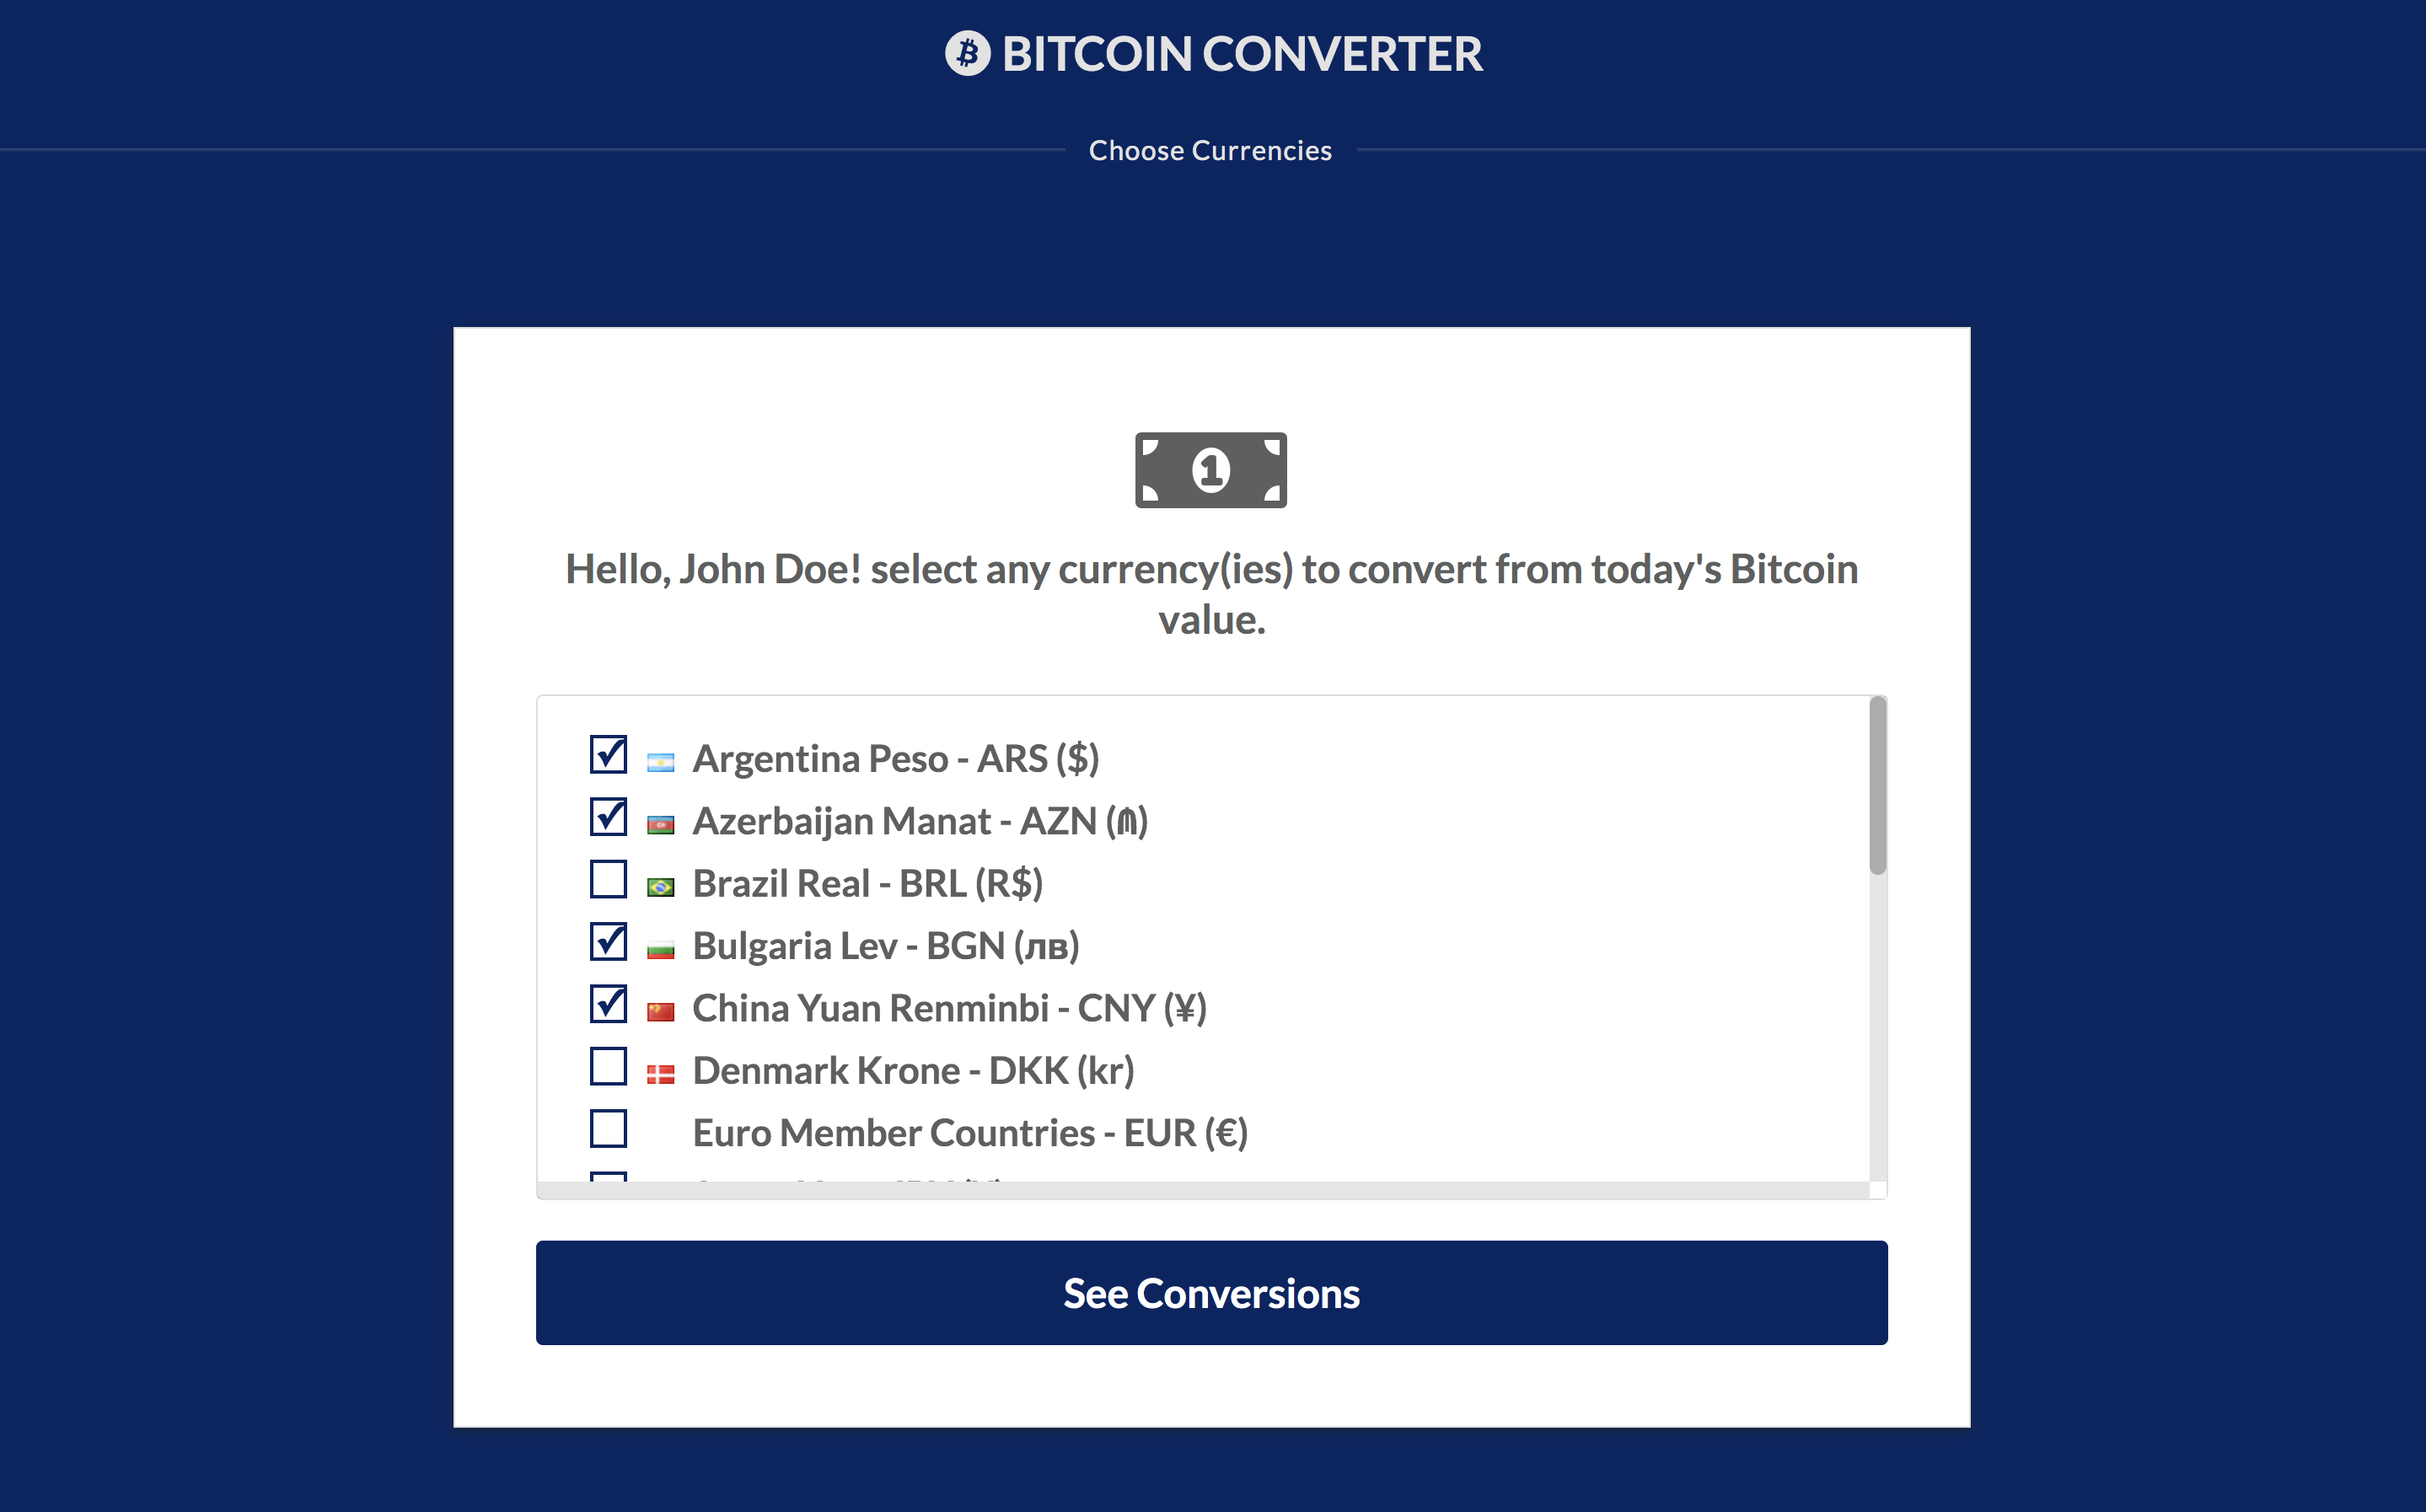 BITCOIN CONVERTER
Choose Currencies
1
Hello, John Doe! select any currency(ies) to convert from today's Bitcoin
value.
Argentina Peso - ARS ($)
Azerbaijan Manat - AZN (₼)
Brazil Real - BRL (R$)
Bulgaria Lev - BGN (лв)
China Yuan Renminbi - CNY (¥)
Denmark Krone - DKK (kr)
Euro Member Countries - EUR (€)
See Conversions